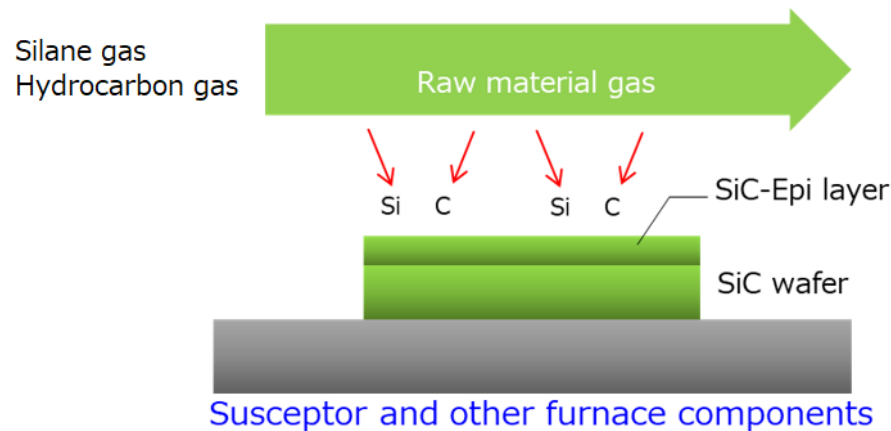 Silane gas
Hydrocarbon gas
Raw material gas
Si C Si C
SiC-Epi layer
SiC wafer
Susceptor and other furnace components